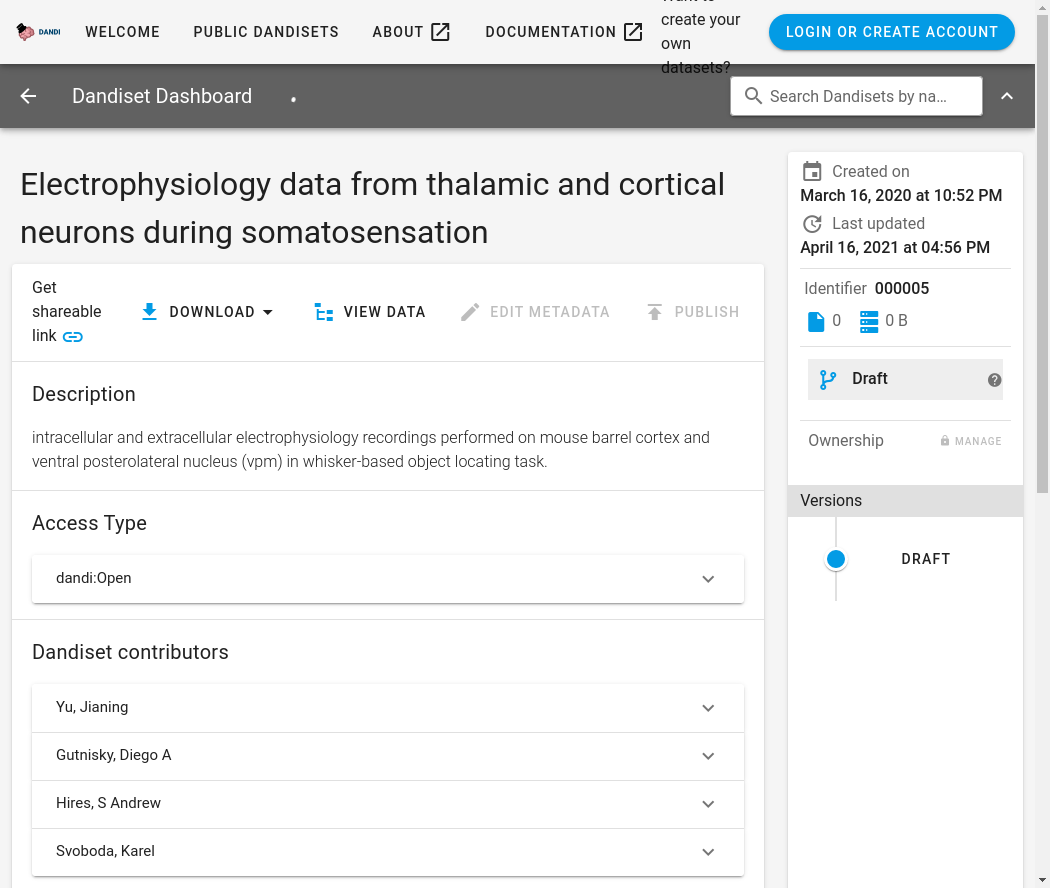 DANDI
WELCOME
PUBLIC DANDISETS
ABOUT
DOCUMENTATION
create your
own
datasets?
LOGIN OR CREATE ACCOUNT
Dandiset Dashboard
Search Dandisets by na...
Electrophysiology data from thalamic and cortical
neurons during somatosensation
Get
shareable
link
DOWNLOAD
VIEW DATA
EDIT METADATA
PUBLISH
Description
intracellular and extracellular electrophysiology recordings performed on mouse barrel cortex and
ventral posterolateral nucleus (vpm) in whisker-based object locating task.
Access Type
dandi:Open
Dandiset contributors
Yu, Jianing
Gutnisky, Diego A
Hires, S Andrew
Svoboda, Karel
Created on
March 16, 2020 at 10:52 PM
Last updated
April 16, 2021 at 04:56 PM
Identifier 000005
0 0 B
Draft
Ownership MANAGE
Versions
DRAFT